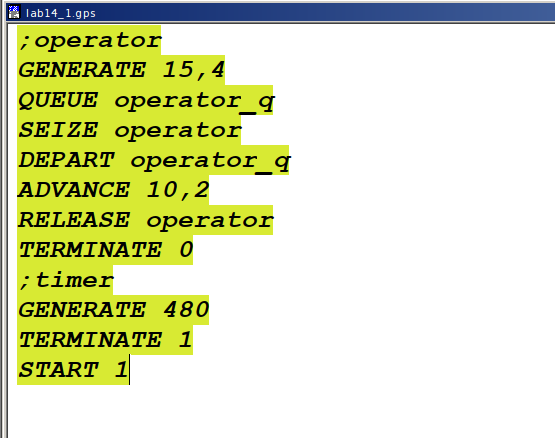 lab14_1.gps
;operator
GENERATE 15,4
QUEUE operator_q
SEIZE operator
DEPART operator_q
ADVANCE 10,2
RELEASE operator
TERMINATE 0
;timer
GENERATE 480
TERMINATE 1
START 1